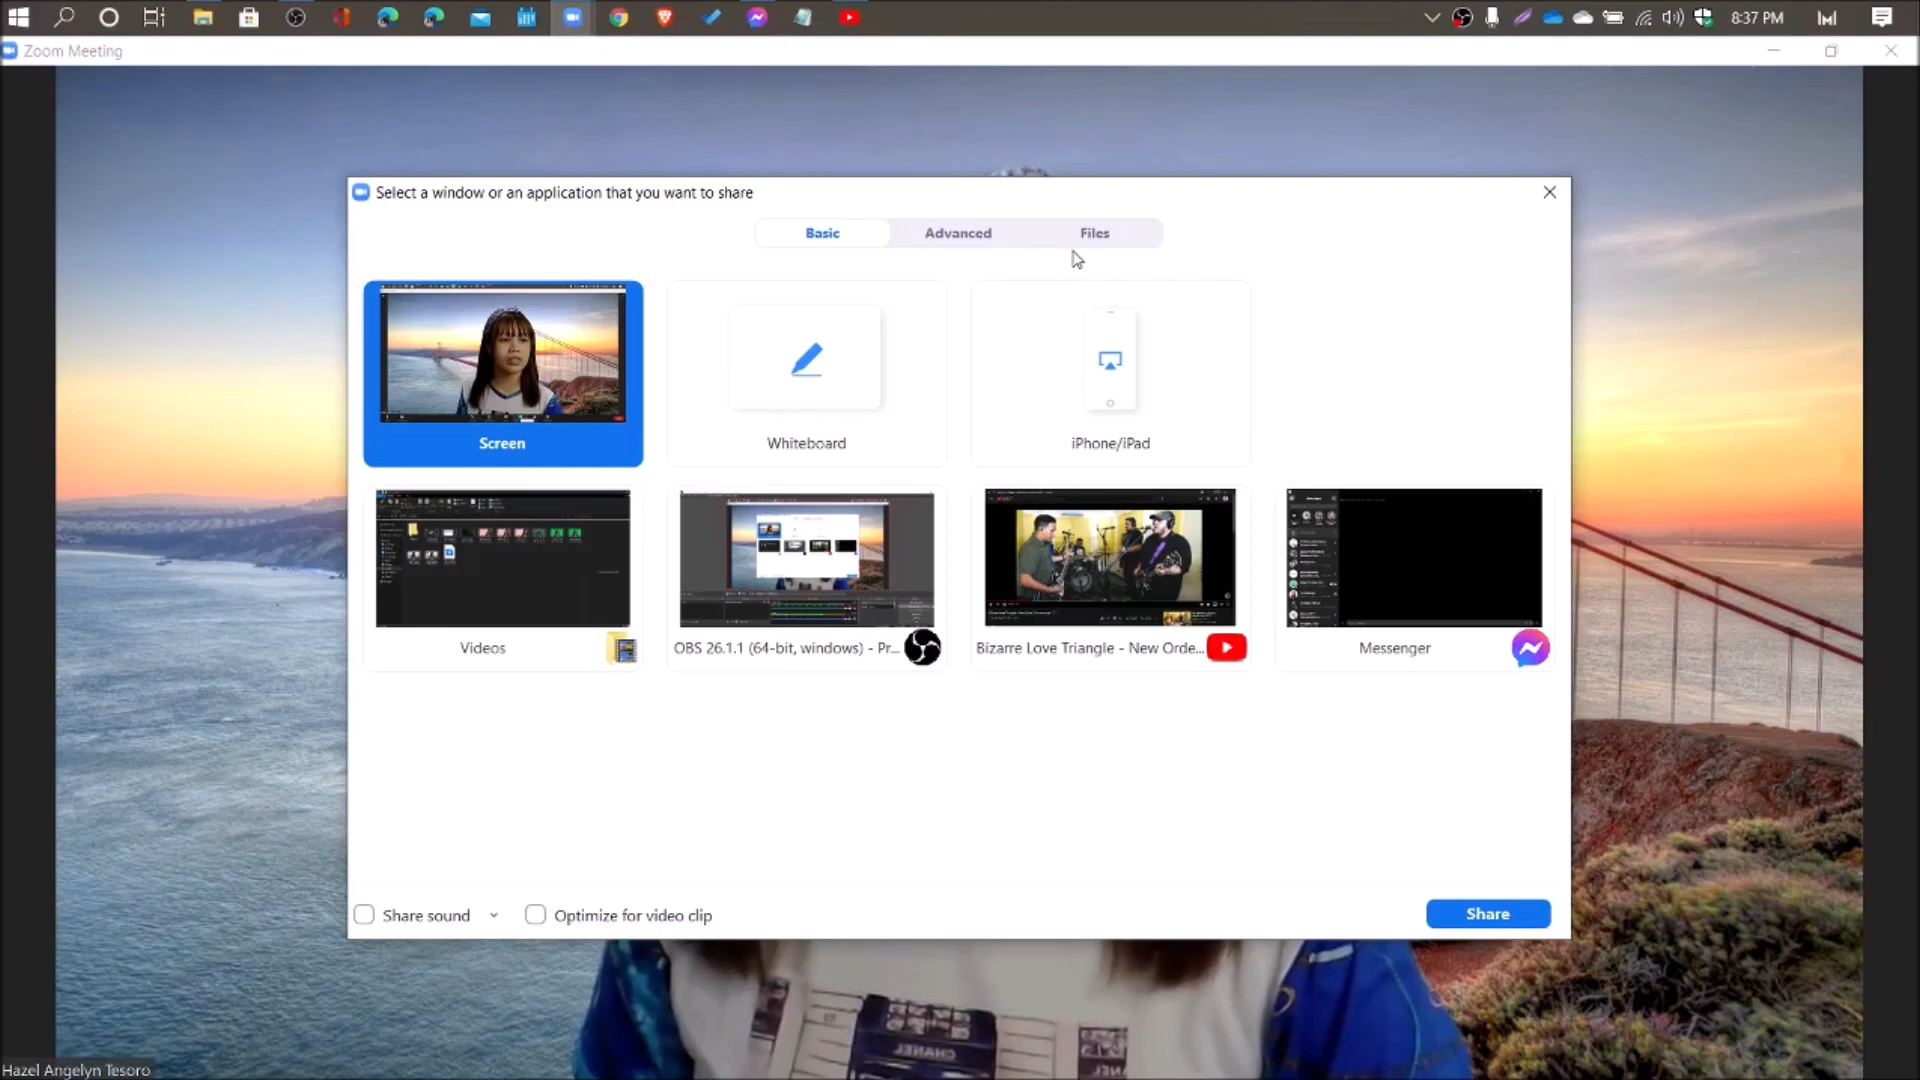 8:37 PM
Zoom Meeting
Select a window or an application that you want to share
Basic
Advanced
Files
Screen
Whiteboard
iPhone/iPad
Videos
OBS 26.1.1 (64-bit, windows) - Pr...
Bizarre Love Triangle - New Orde...
Messenger
Share sound
Optimize for video clip
Share
CHANEL
Hazel Angelyn Tesoro